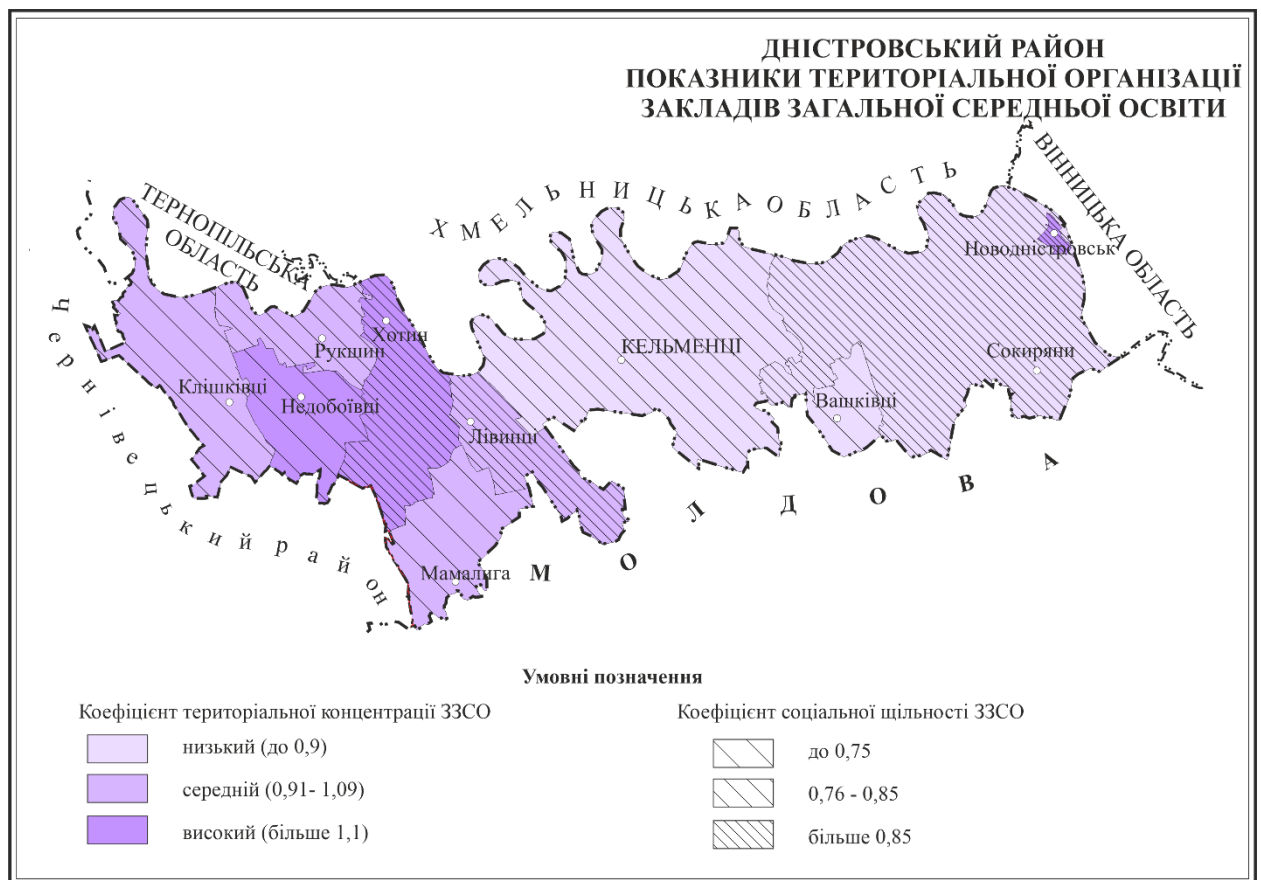 ДНІСТРОВСЬКИЙ РАЙОН
ПОКАЗНИКИ ТЕРИТОРІАЛЬНОЇ ОРГАНІЗАЦІЇ
ЗАКЛАДІВ ЗАГАЛЬНОЇ СЕРЕДНЬОЇ ОСВІТИ
ТЕРНОПІЛЬСЬКА
ОБЛАСТЬ
ХМЕЛЬНИЦЬКА ОБЛАСТЬ
ВІННИЦЬКА ОБЛАСТЬ
Чернівецький район
МОЛДОВА
Новодністровськ
Хотин
Рукшин
КЕЛЬМЕНЦІ
Сокиряни
Клішківці
Недобоївці
Вашківці
Лівинці
Мамалига
Умовні позначення
Коефіцієнт територіальної концентрації ЗЗСО
низький (до 0,9)
середній (0,91- 1,09)
високий (більше 1,1)
Коефіцієнт соціальної щільності ЗЗСО
до 0,75
0,76 - 0,85
більше 0,85